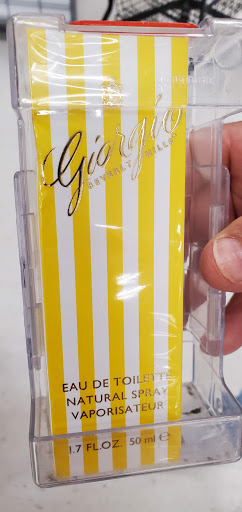 Giorgio
BEVERLY HILLS
EAU DE TOILETTE
NATURAL SPRAY
VAPORISATEUR
1.7 FL.OZ. 50 ml e